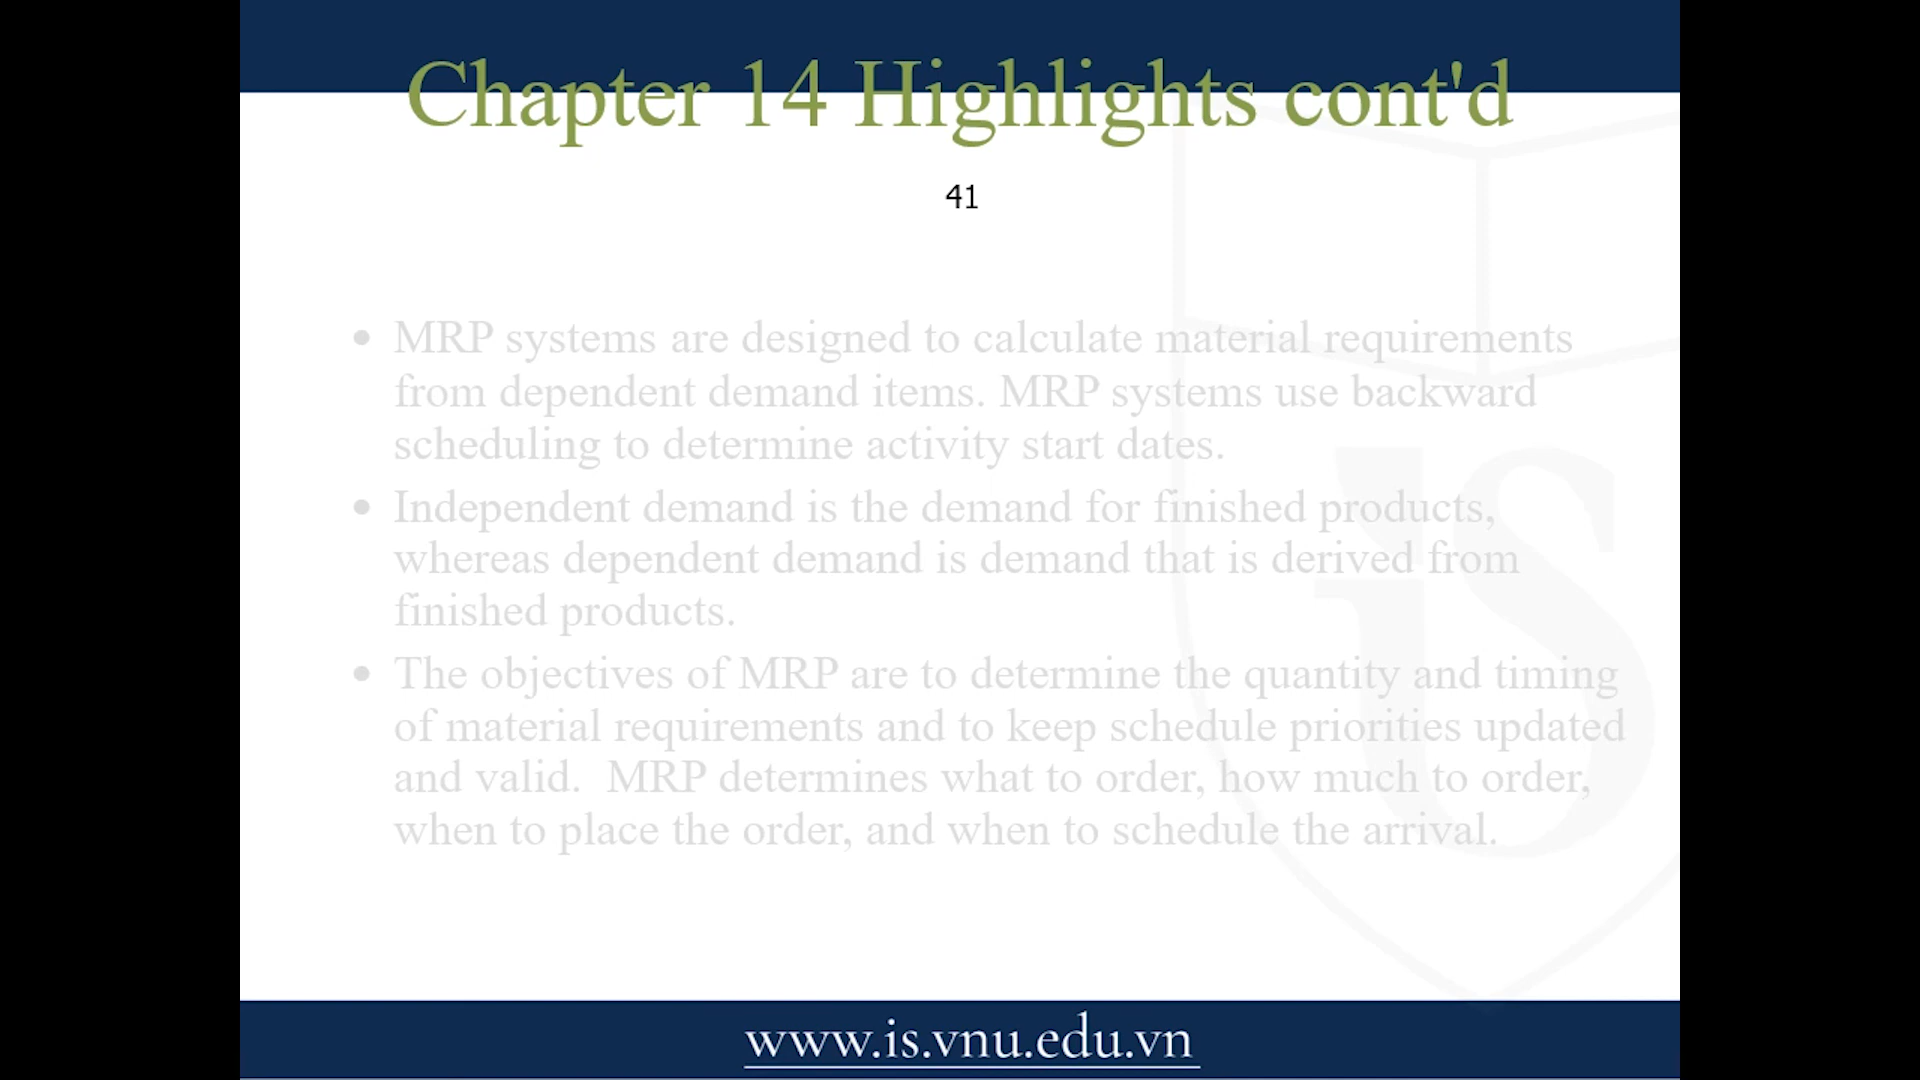 Chapter 14 Highlights cont'd
41
• MRP systems are designed to calculate material requirements
from dependent demand items. MRP systems use backward
scheduling to determine activity start dates.
• Independent demand is the demand for finished products,
whereas dependent demand is demand that is derived from
finished products.
• The objectives of MRP are to determine the quantity and timing
of material requirements and to keep schedule priorities updated
and valid.  MRP determines what to order, how much to order,
when to place the order, and when to schedule the arrival.
iS
www.is.vnu.edu.vn